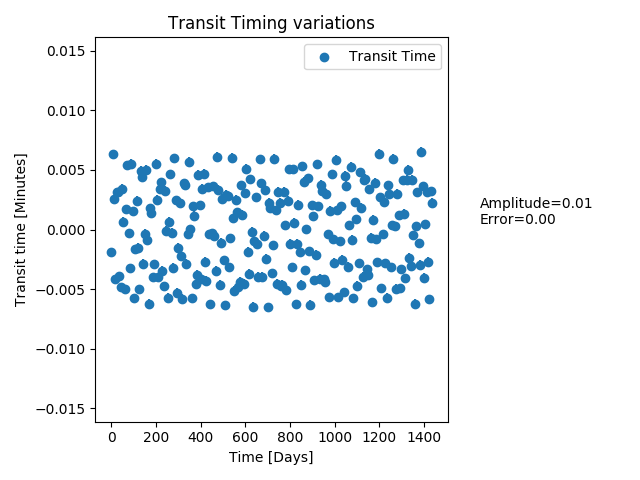 Transit Timing variations
Transit Time
0.015
0.010
0.005
0.000
−0.005
−0.010
−0.015
Transit time [Minutes]
0 200 400 600 800 1000 1200 1400
Time [Days]
Amplitude=0.01
Error=0.00